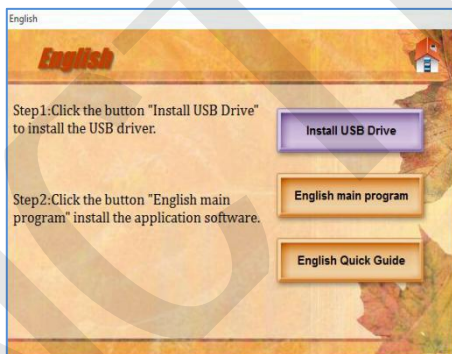 English
English
Step1:Click the button "Install USB Drive"
to install the USB driver.
Install USB Drive
Step2:Click the button "English main
program" install the application software.
English main program
English Quick Guide